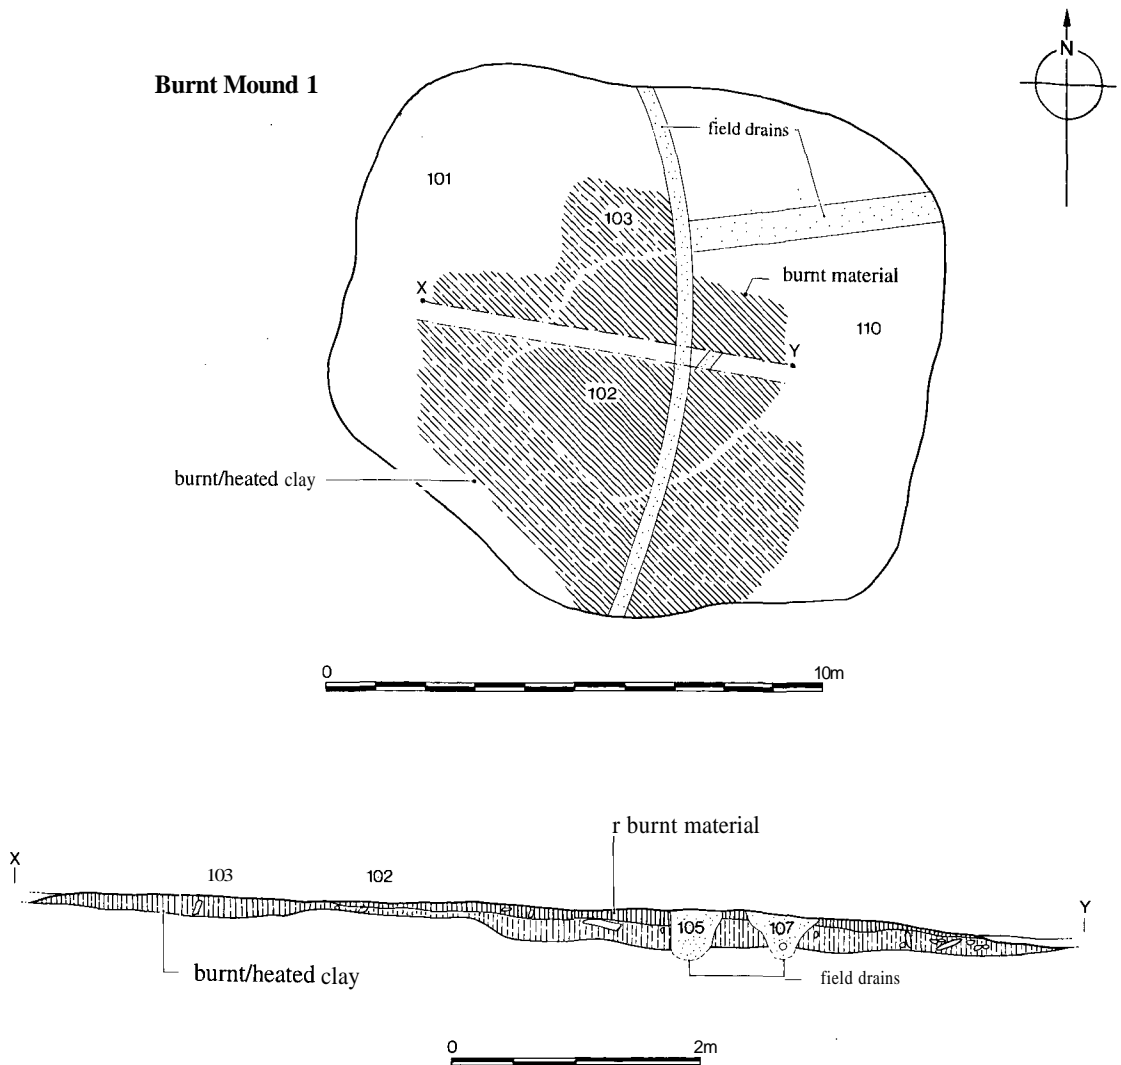 N
Burnt Mound 1
field drains
101
103
burnt material
X
110
Y
102
burnt/heated clay
0 10m
r burnt material
X
103 102
Y
105 107
burnt/heated clay
field drains
0 2m